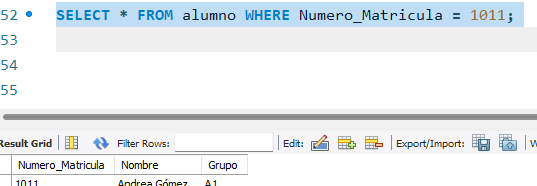 52 SELECT * FROM alumno WHERE Numero_Matricula = 1011;
53
54
55
Result Grid Filter Rows: Edit: Export/Import:
Numero_Matricula Nombre Grupo
1011 Andrea Gómez A1